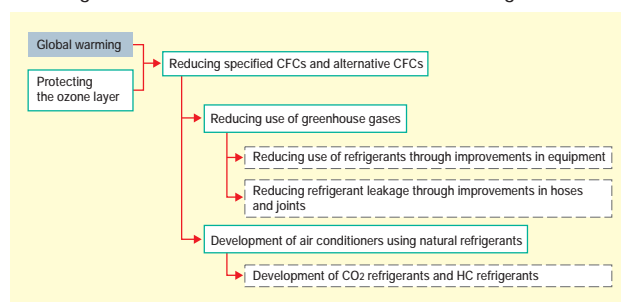 Global warming
Protecting
the ozone layer
Reducing specified CFCs and alternative CFCs
Reducing use of greenhouse gases
Reducing use of refrigerants through improvements in equipment
Reducing refrigerant leakage through improvements in hoses
and joints
Development of air conditioners using natural refrigerants
Development of CO2 refrigerants and HC refrigerants